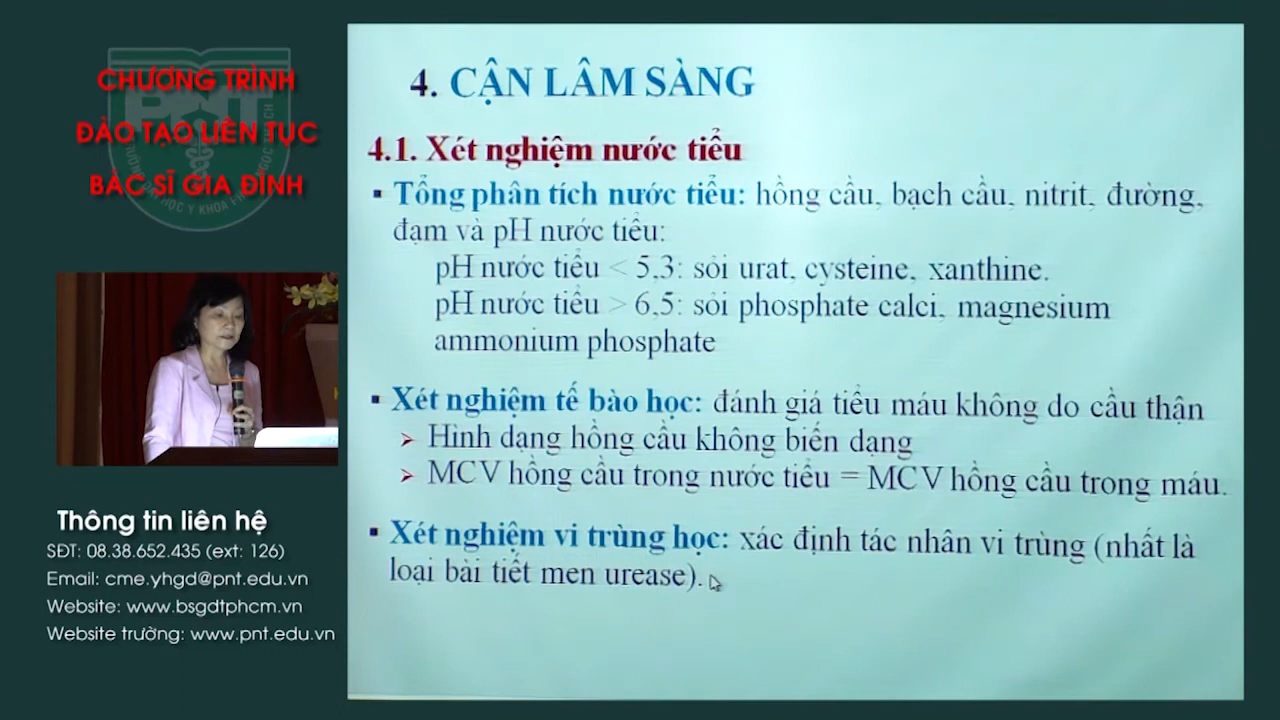 CHƯƠNG TRÌNH
ĐÀO TẠO LIÊN TỤC
BÁC SĨ GIA ĐÌNH
PNT
Thông tin liên hệ
SĐT: 08.38.652.435 (ext: 126)
Email: cme.yhgd@pnt.edu.vn
Website: www.bsgdtphcm.vn
Website trường: www.pnt.edu.vn
4. CẬN LÂM SÀNG
4.1. Xét nghiệm nước tiểu
▪ Tổng phân tích nước tiểu: hồng cầu, bạch cầu, nitrit, đường,
đạm và pH nước tiểu:
pH nước tiểu < 5,3: sỏi urat, cysteine, xanthine.
pH nước tiểu > 6,5: sỏi phosphate calci, magnesium
ammonium phosphate
▪ Xét nghiệm tế bào học: đánh giá tiểu máu không do cầu thận
➢ Hình dạng hồng cầu không biến dạng
➢ MCV hồng cầu trong nước tiểu = MCV hồng cầu trong máu.
▪ Xét nghiệm vi trùng học: xác định tác nhân vi trùng (nhất là
loại bài tiết men urease).